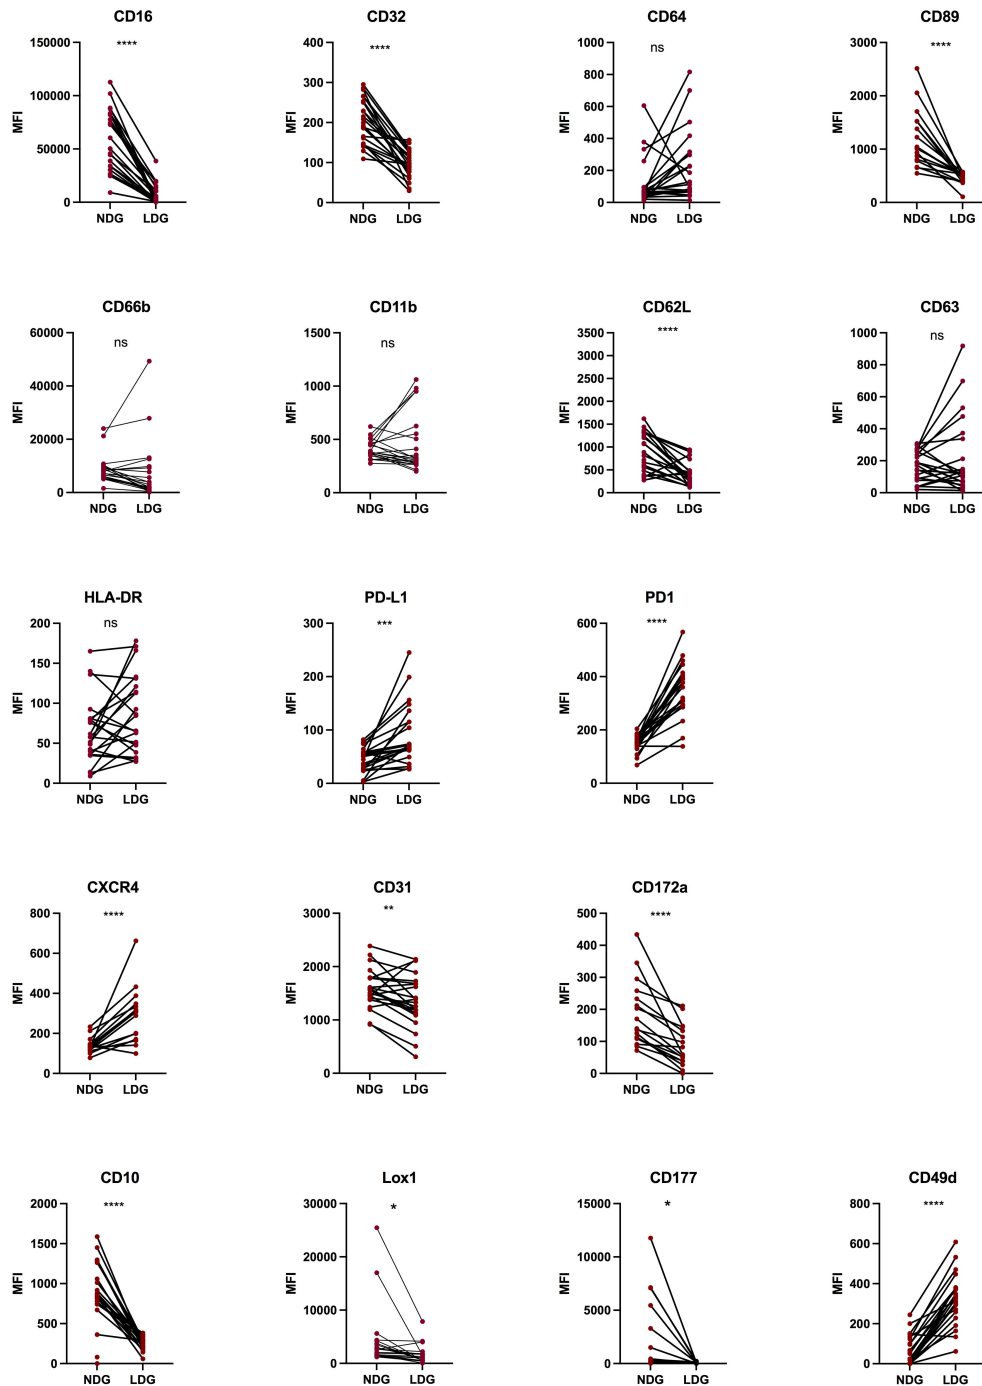 CD16
****
MFI
150000
100000
50000
0
NDG LDG
CD32
****
MFI
400
300
200
100
0
NDG LDG
CD64
ns
MFI
1000
800
600
400
200
0
NDG LDG
CD89
****
MFI
3000
2000
1000
0
NDG LDG
CD66b
ns
MFI
60000
40000
20000
0
NDG LDG
CD11b
ns
MFI
1500
1000
500
0
NDG LDG
CD62L
****
MFI
3500
3000
2500
2000
1500
1000
500
0
NDG LDG
CD63
ns
MFI
1000
800
600
400
200
0
NDG LDG
HLA-DR
ns
MFI
200
150
100
50
0
NDG LDG
PD-L1
***
MFI
300
200
100
0
NDG LDG
PD1
****
MFI
600
400
200
0
NDG LDG
CXCR4
****
MFI
800
600
400
200
0
NDG LDG
CD31
**
MFI
3000
2000
1000
0
NDG LDG
CD172a
****
MFI
500
400
300
200
100
0
NDG LDG
CD10
****
MFI
2000
1500
1000
500
0
NDG LDG
Lox1
*
MFI
30000
20000
10000
0
NDG LDG
CD177
*
MFI
15000
10000
5000
0
NDG LDG
CD49d
****
MFI
800
600
400
200
0
NDG LDG